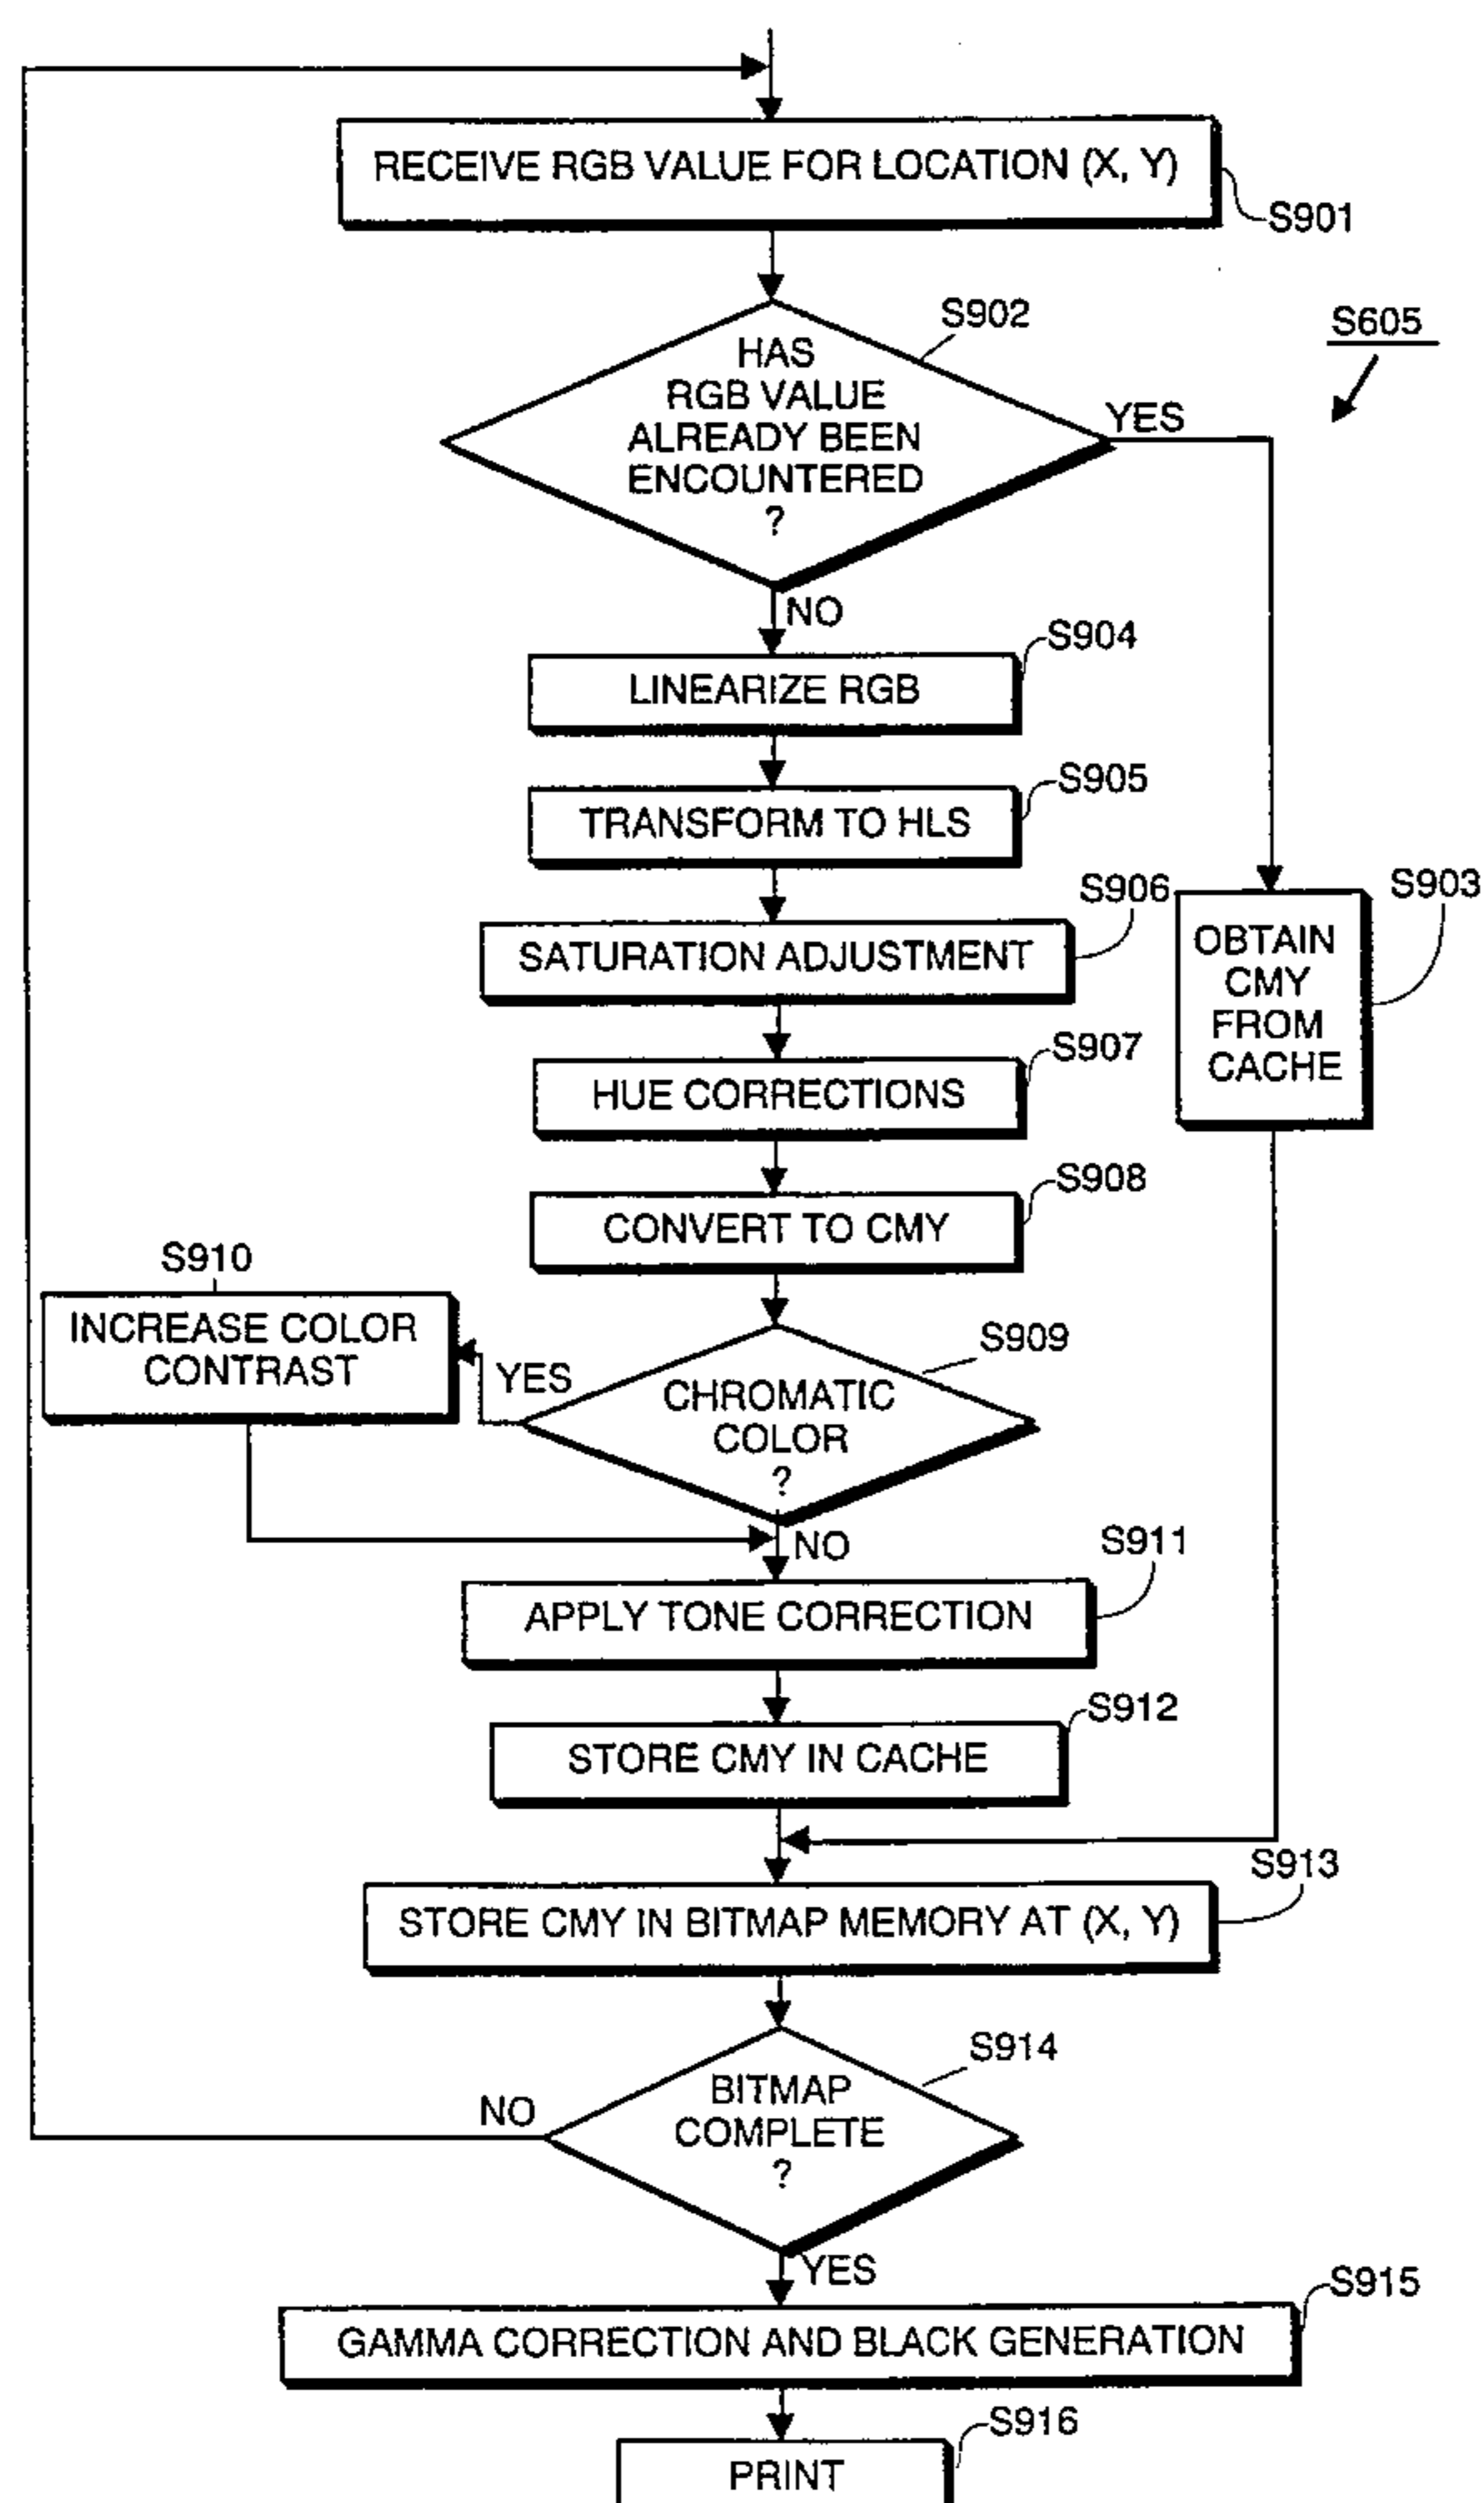 RECEIVE RGB VALUE FOR LOCATION (X, Y)
S901
S902
S605
HAS
RGB VALUE
ALREADY BEEN
ENCOUNTERED
?
YES
NO
S904
LINEARIZE RGB
S905
TRANSFORM TO HLS
S906
SATURATION ADJUSTMENT
S903
OBTAIN
CMY
FROM
CACHE
S907
HUE CORRECTIONS
S908
CONVERT TO CMY
S910
INCREASE COLOR
CONTRAST
YES
S909
CHROMATIC
COLOR
?
NO
S911
APPLY TONE CORRECTION
S912
STORE CMY IN CACHE
S913
STORE CMY IN BITMAP MEMORY AT (X, Y)
S914
BITMAP
COMPLETE
?
NO
YES
S915
GAMMA CORRECTION AND BLACK GENERATION
S916
PRINT